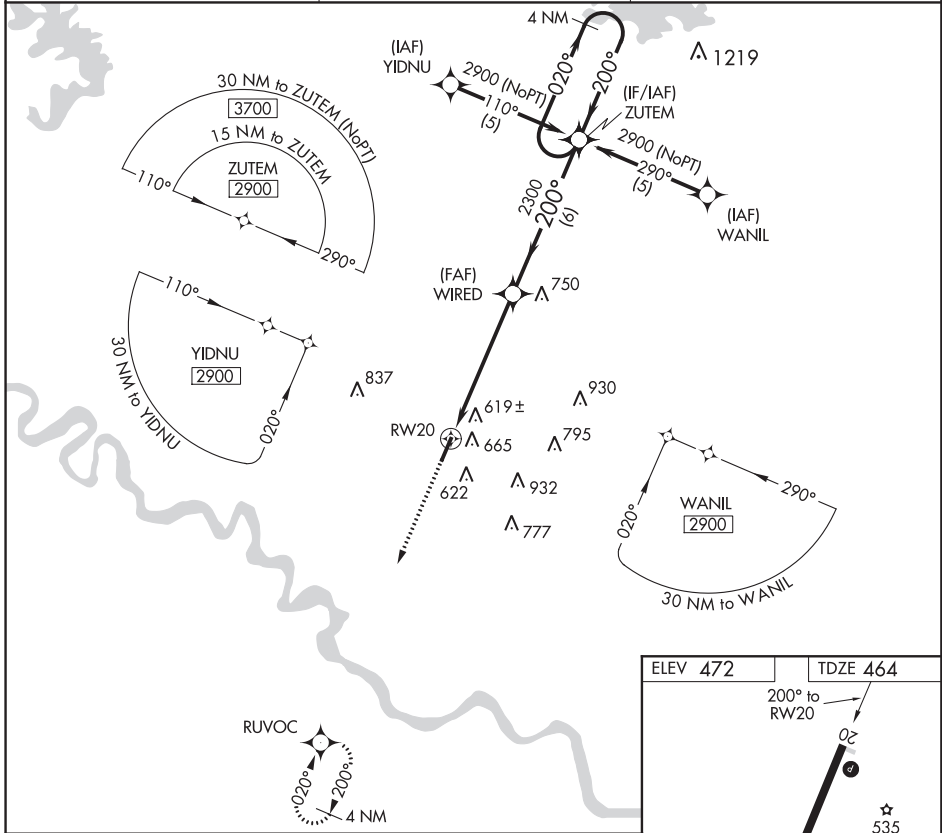 4 NM
(IAF)
YIDNU
2900 (NoPT)
110°
(5)
020°
200°
1219
(IF/IAF)
ZUTEM
2900 (NoPT)
290°
(5)
(IAF)
WANIL
30 NM to ZUTEM (NoPT)
3700
15 NM to ZUTEM
ZUTEM
2900
110°
290°
2300
200°
(6)
(FAF)
WIRED
750
110°
YIDNU
2900
30 NM to YIDNU
020°
837
930
619±
RW20
665
795
622
932
777
WANIL
2900
020°
290°
30 NM to WANIL
RUVOC
020°
200°
4 NM
ELEV 472
TDZE 464
200° to
RW20
20
P
535